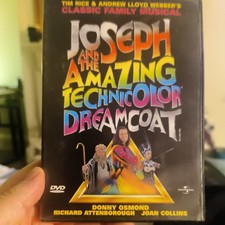 TIM RICE & ANDREW LLOYD WEBBER'S
CLASSIC FAMILY MUSICAL
JOSEPH
AND THE
AMAZING
TECHNICOLOR
DREAMCOAT
DVD
DONNY OSMOND
RICHARD ATTENBOROUGH JOAN COLLINS